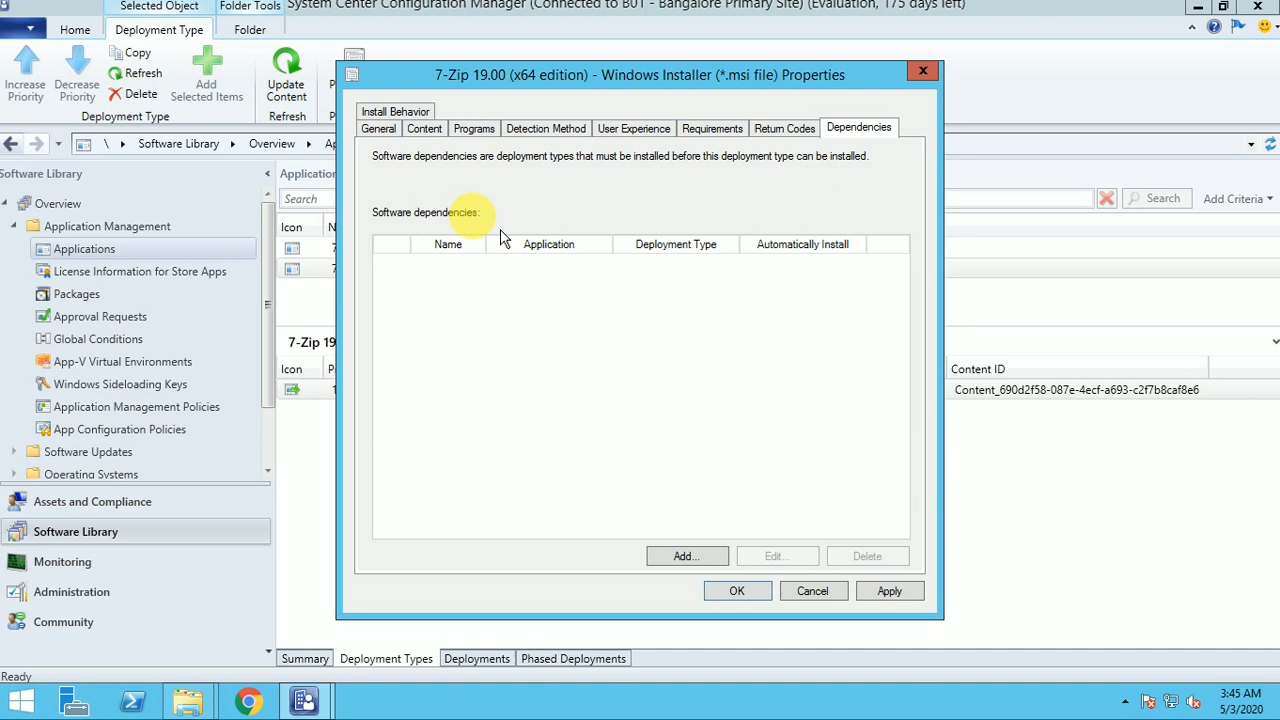 Selected Object
Folder Tools
System Center Configuration Manager (Connected to BUT - Bangalore Primary Site) (Evaluation, 175 days left)
Home
Deployment Type
Folder
Increase Priority
Decrease Priority
Copy
Refresh
Delete
Add Selected Items
Update Content
Deployment Type
Refresh
\
Software Library
Overview
Software Library
Overview
Application Management
Applications
License Information for Store Apps
Packages
Approval Requests
Global Conditions
App-V Virtual Environments
Windows Sideloading Keys
Application Management Policies
App Configuration Policies
Software Updates
Operating Systems
Assets and Compliance
Software Library
Monitoring
Administration
Community
Search
Icon
7-Zip 19
Icon
Search
Add Criteria
Content ID
Content_690d2f58-087e-4ecf-a693-c2f7b8caf8e6
7-Zip 19.00 (x64 edition) - Windows Installer (*.msi file) Properties
Install Behavior
General
Content
Programs
Detection Method
User Experience
Requirements
Return Codes
Dependencies
Software dependencies are deployment types that must be installed before this deployment type can be installed.
Software dependencies:
Name
Application
Deployment Type
Automatically Install
Add...
Edit...
Delete
OK
Cancel
Apply
Summary
Deployment Types
Deployments
Phased Deployments
Ready
3:45 AM
5/3/2020